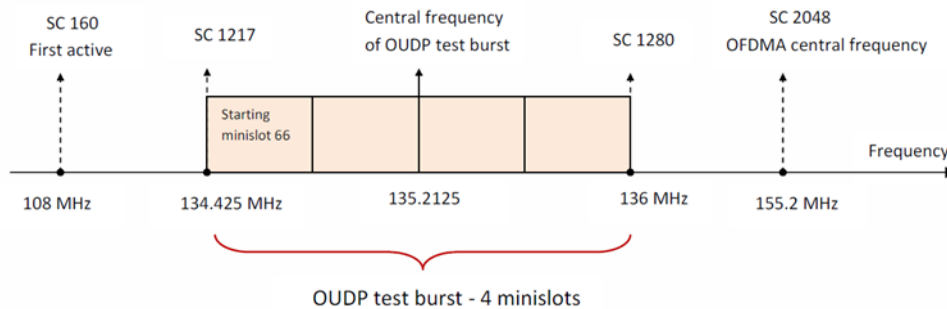 SC 160
First active
SC 1217
Central frequency
of OUDP test burst
SC 1280
SC 2048
OFDMA central frequency
Starting
minislot 66
Frequency
108 MHz
134.425 MHz
135.2125
136 MHz
155.2 MHz
OUDP test burst - 4 minislots